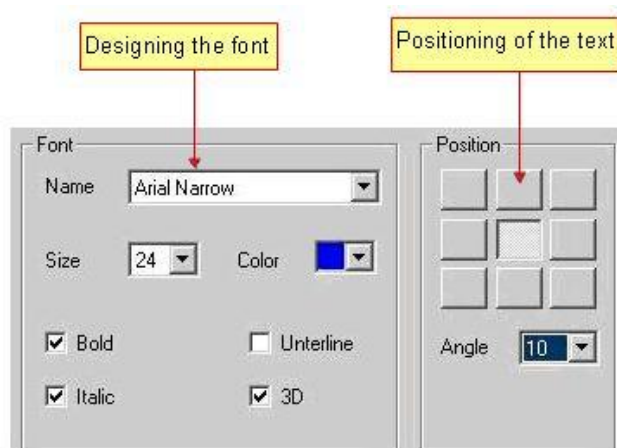 Designing the font
Positioning of the text
Font
Name Arial Narrow
Size 24 Color
Bold Unterline
Italic 3D
Position
Angle 10